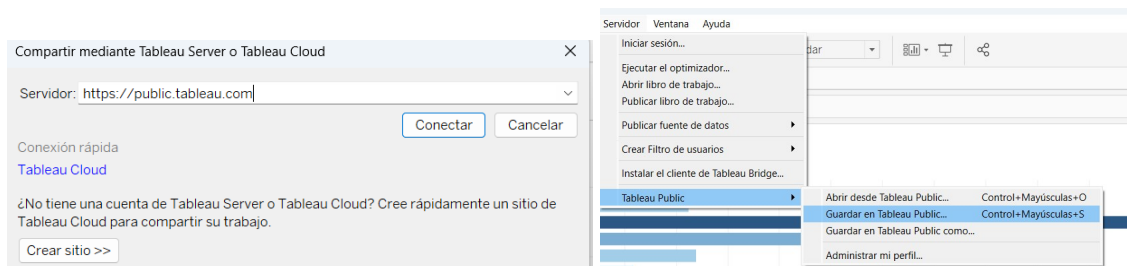 Compartir mediante Tableau Server o Tableau Cloud
Servidor: https://public.tableau.com
Conectar Cancelar
Conexión rápida
Tableau Cloud
¿No tiene una cuenta de Tableau Server o Tableau Cloud? Cree rápidamente un sitio de
Tableau Cloud para compartir su trabajo.
Crear sitio >>
Servidor Ventana Ayuda
Iniciar sesión...
dar
Ejecutar el optimizador...
Abrir libro de trabajo...
Publicar libro de trabajo...
Publicar fuente de datos
Crear Filtro de usuarios
Instalar el cliente de Tableau Bridge...
Tableau Public
Abrir desde Tableau Public... Control+Mayúsculas+O
Guardar en Tableau Public... Control+Mayúsculas+S
Guardar en Tableau Public como...
Administrar mi perfil...